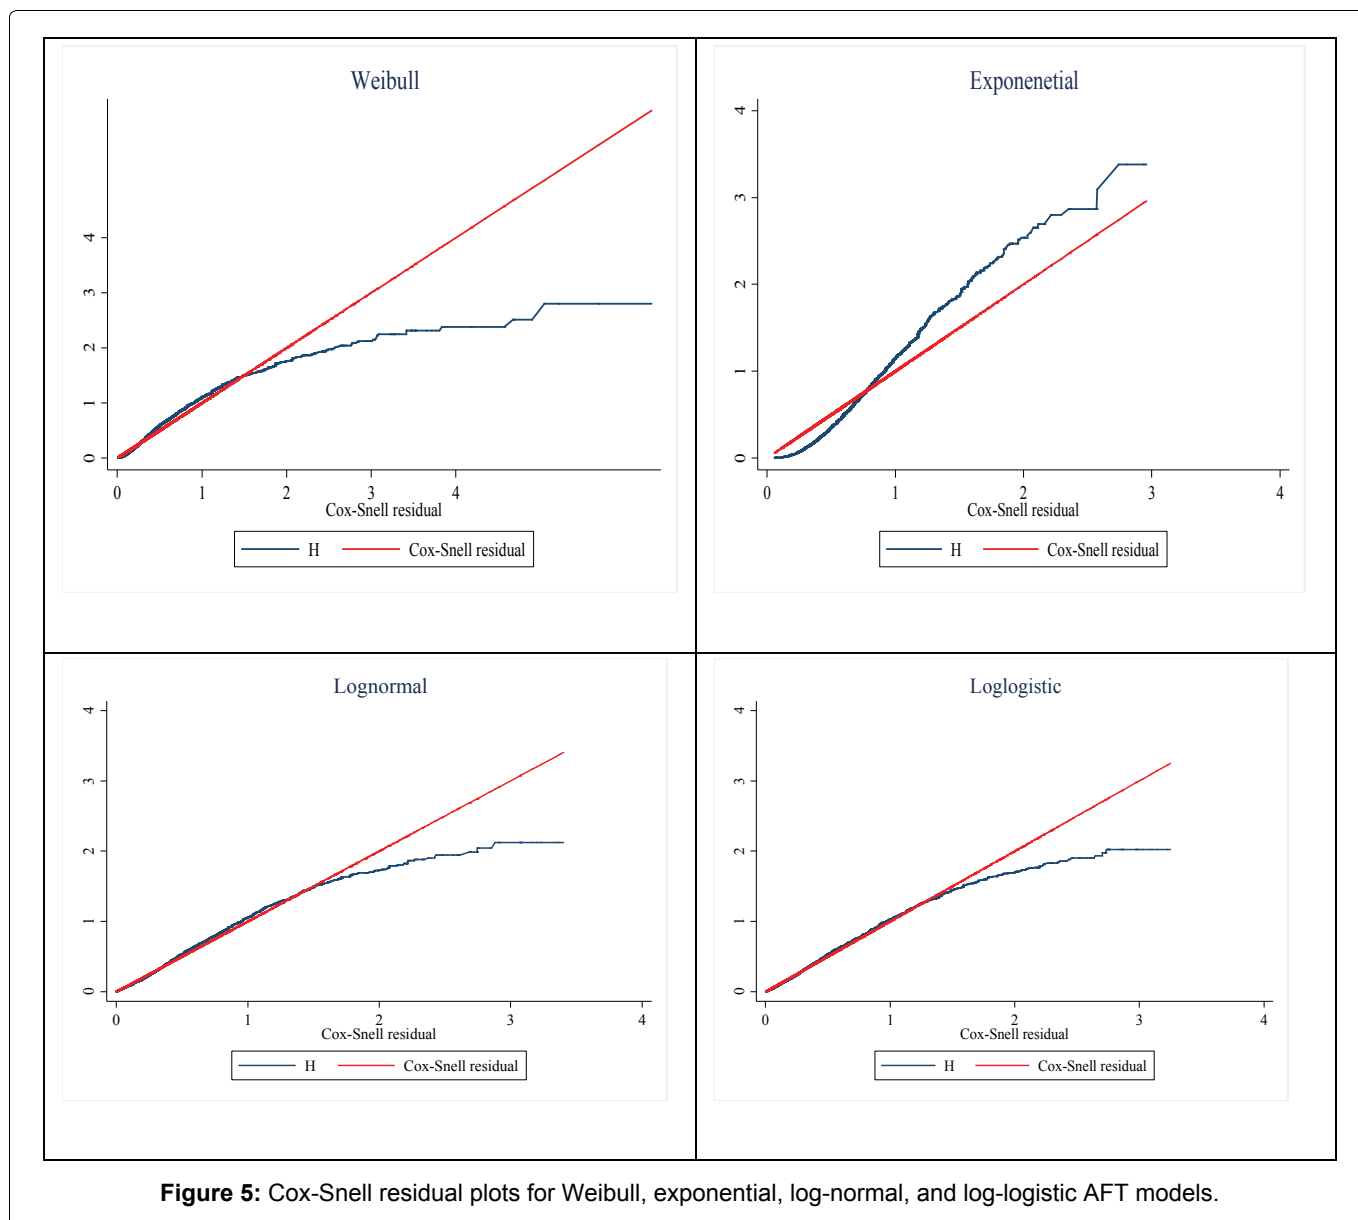 Weibull
4
3
2
1
0
0 1 2 3 4
Cox-Snell residual
H Cox-Snell residual
Exponenetial
4
3
2
1
0
0 1 2 3 4
Cox-Snell residual
H Cox-Snell residual
Lognormal
4
3
2
1
0
0 1 2 3 4
Cox-Snell residual
H Cox-Snell residual
Loglogistic
4
3
2
1
0
0 1 2 3 4
Cox-Snell residual
H Cox-Snell residual
Figure 5: Cox-Snell residual plots for Weibull, exponential, log-normal, and log-logistic AFT models.